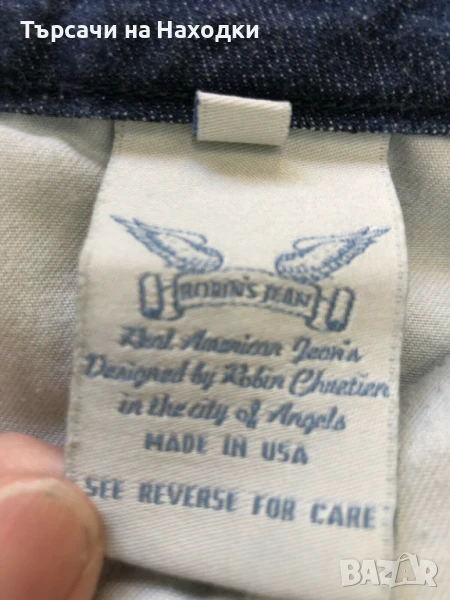 Търсачи на Находки
ROBIN'S JEAN
Real American Jean's
Designed by Robin Chretien
in the city of Angels
MADE IN USA
SEE REVERSE FOR CARE
BAZAR